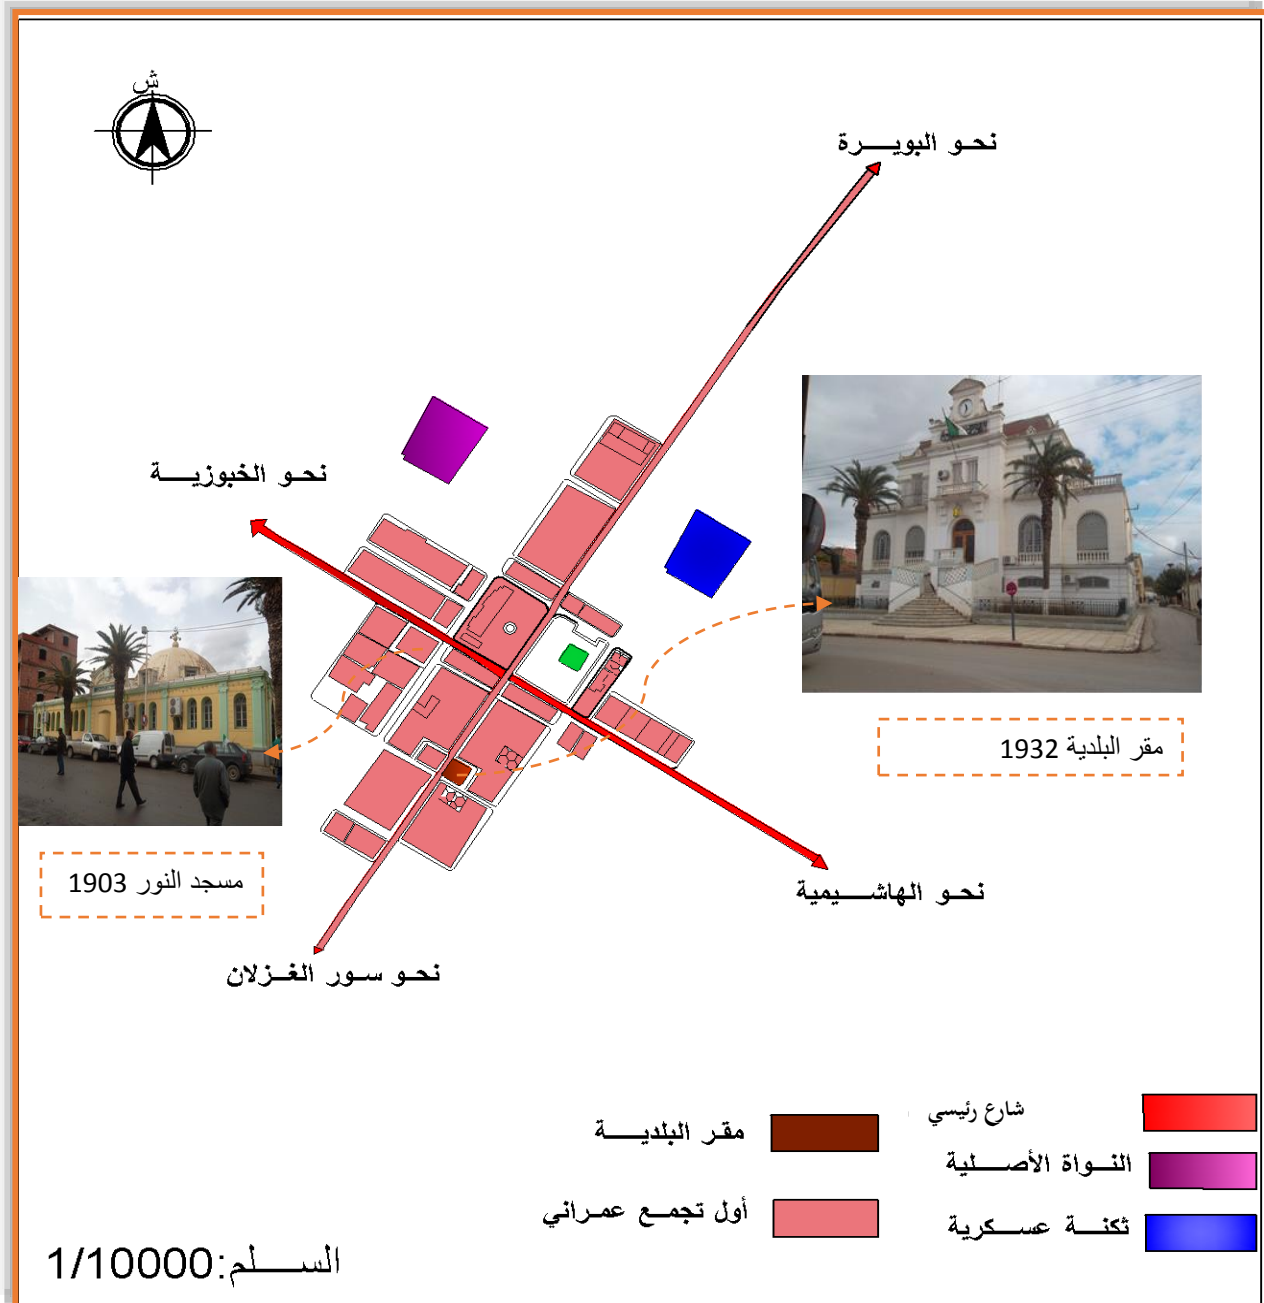 ش
نحو البويرة
نحو الخبوزية
مقر البلدية 1932
مسجد النور 1903
نحو الهاشيمية
نحو سور الغزلان
شارع رئيسي
مقر البلدية
النواة الأصلية
أول تجمع عمراني
ثكنة عسكرية
السلم:1/10000